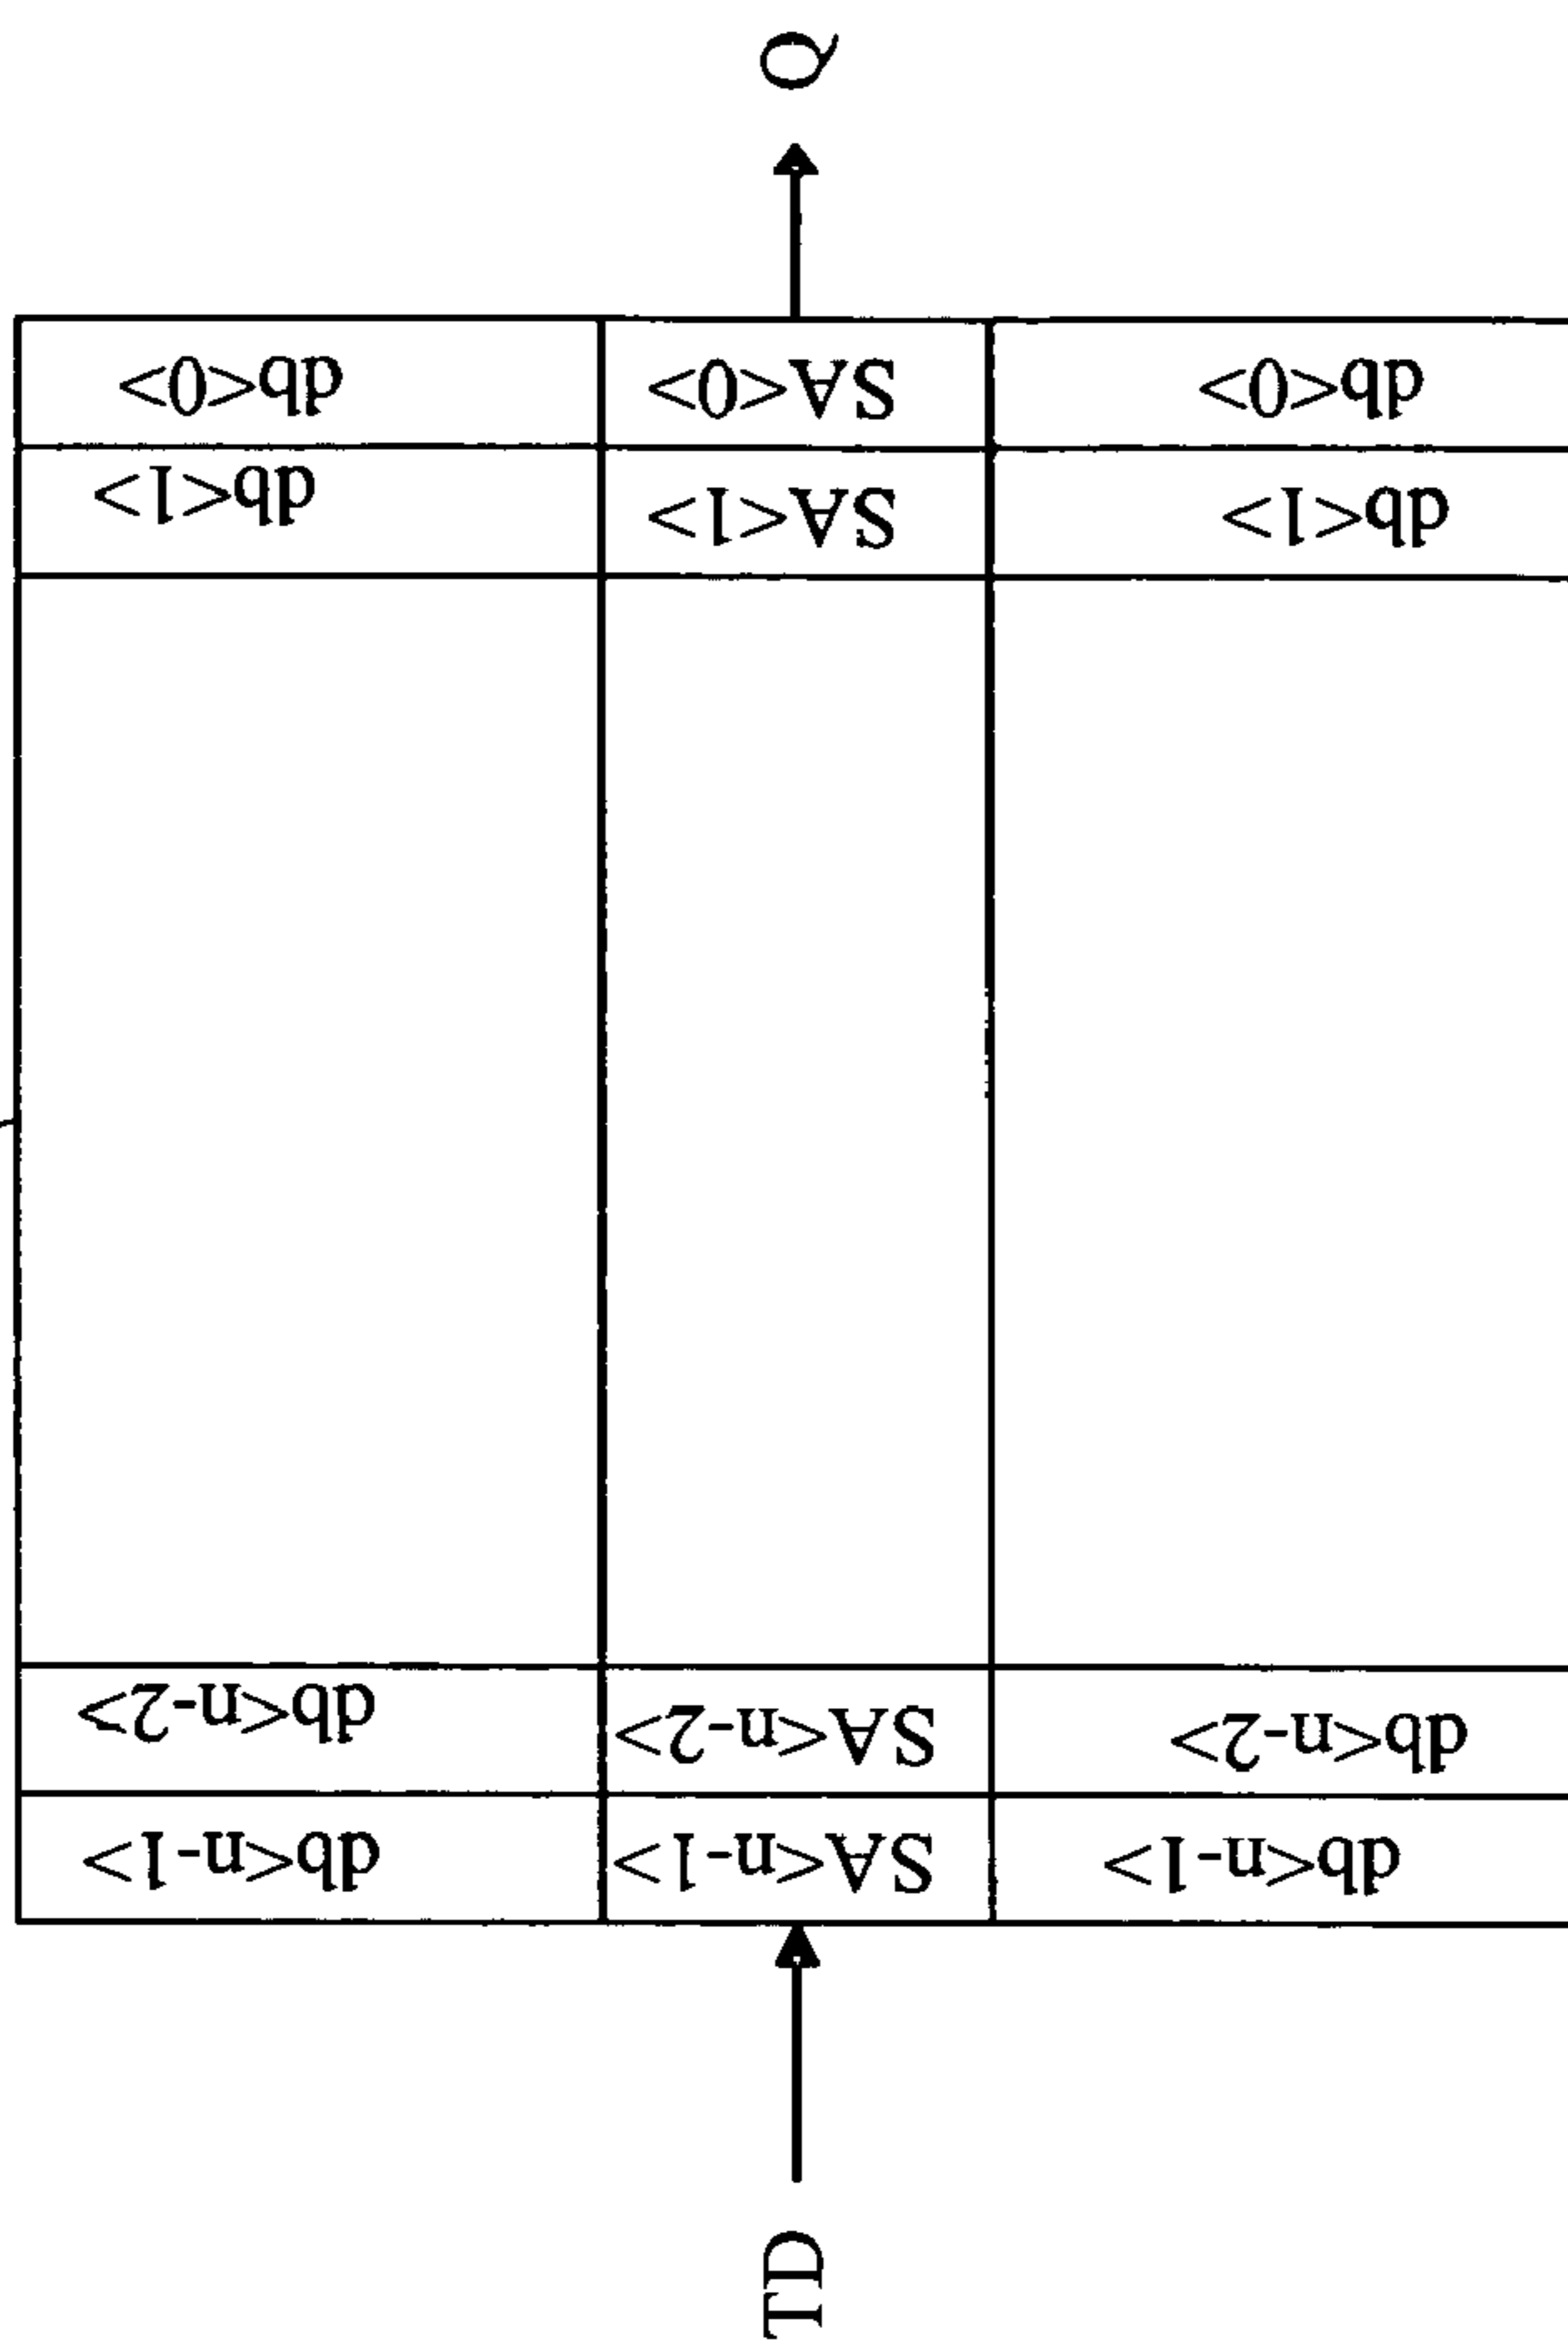 Q
db<0> SA<0> db<0>
db<1> SA<1> db<1>
db<n-2> SA<n-2> db<n-2>
db<n-1> SA<n-1> db<n-1>
TD